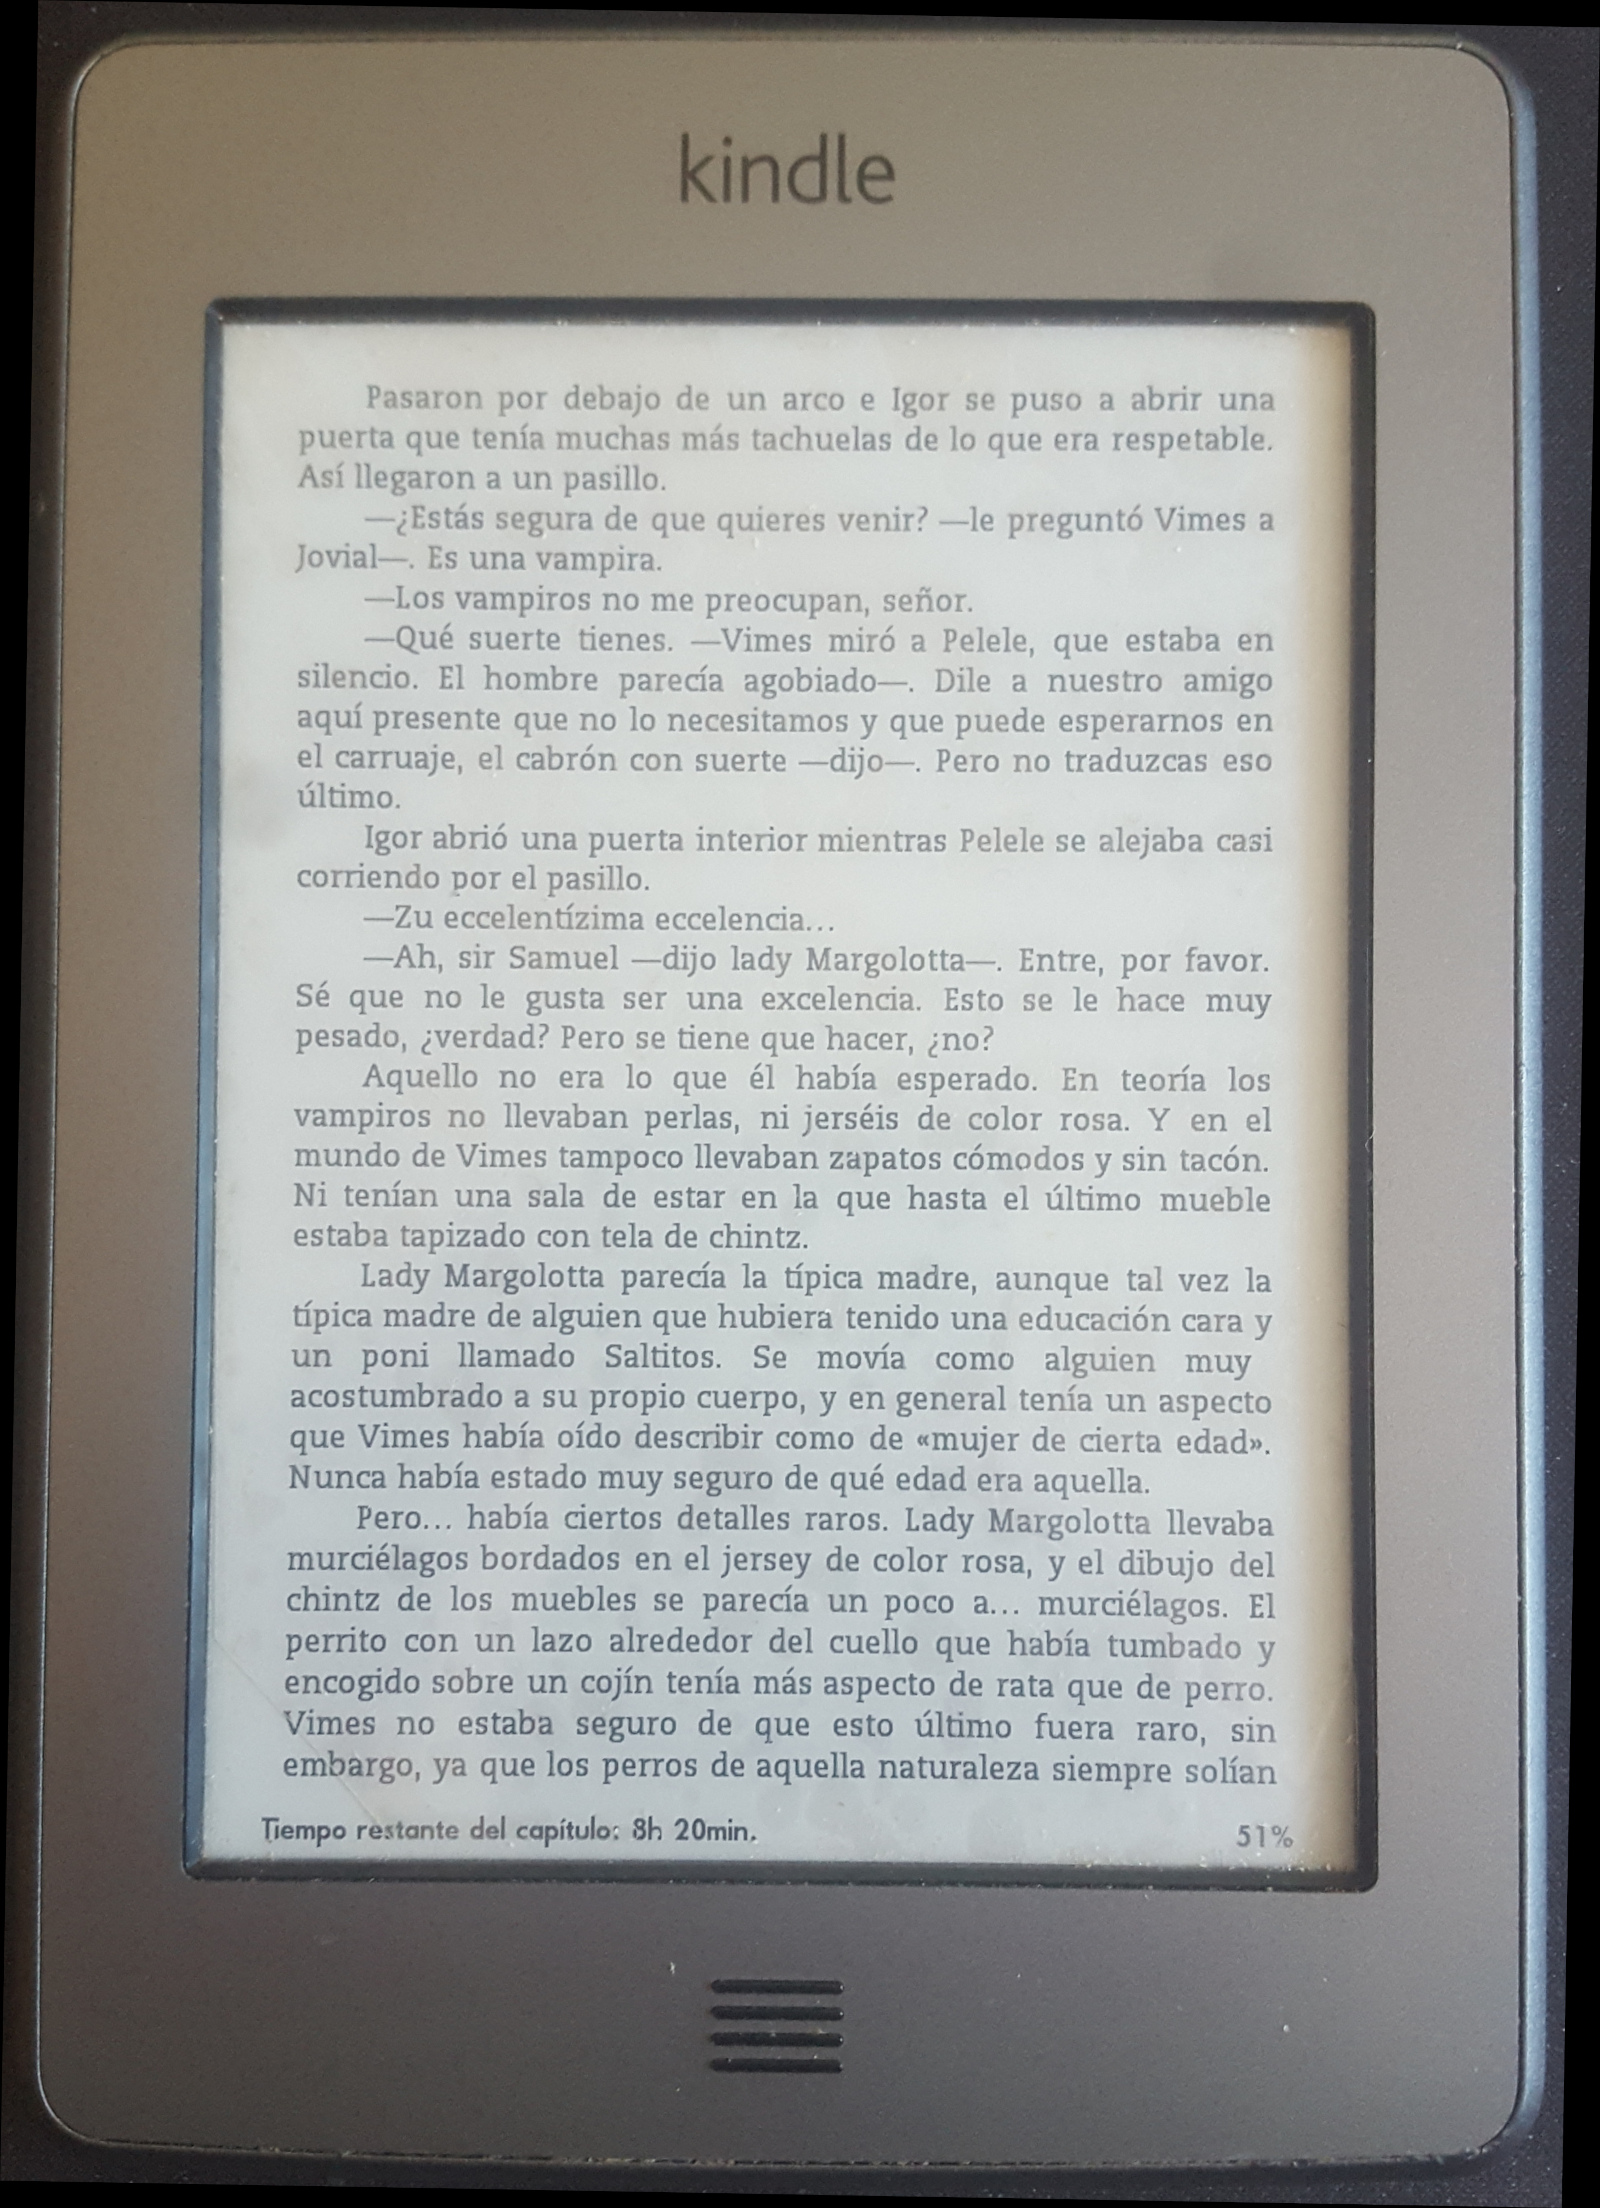 kindle
Pasaron por debajo de un arco e Igor se puso a abrir una
puerta que tenía muchas más tachuelas de lo que era respetable.
Así llegaron a un pasillo.
—¿Estás segura de que quieres venir? —le preguntó Vimes a
Jovial—. Es una vampira.
—Los vampiros no me preocupan, señor.
—Qué suerte tienes. —Vimes miró a Pelele, que estaba en
silencio. El hombre parecía agobiado—. Dile a nuestro amigo
aquí presente que no lo necesitamos y que puede esperarnos en
el carruaje, el cabrón con suerte —dijo—. Pero no traduzcas eso
último.
Igor abrió una puerta interior mientras Pelele se alejaba casi
corriendo por el pasillo.
—Zu eccelentízima eccelencia...
—Ah, sir Samuel —dijo lady Margolotta—. Entre, por favor.
Sé que no le gusta ser una excelencia. Esto se le hace muy
pesado, ¿verdad? Pero se tiene que hacer, ¿no?
Aquello no era lo que él había esperado. En teoría los
vampiros no llevaban perlas, ni jerséis de color rosa. Y en el
mundo de Vimes tampoco llevaban zapatos cómodos y sin tacón.
Ni tenían una sala de estar en la que hasta el último mueble
estaba tapizado con tela de chintz.
Lady Margolotta parecía la típica madre, aunque tal vez la
típica madre de alguien que hubiera tenido una educación cara y
un poni llamado Saltitos. Se movía como alguien muy
acostumbrado a su propio cuerpo, y en general tenía un aspecto
que Vimes había oído describir como de «mujer de cierta edad».
Nunca había estado muy seguro de qué edad era aquella.
Pero... había ciertos detalles raros. Lady Margolotta llevaba
murciélagos bordados en el jersey de color rosa, y el dibujo del
chintz de los muebles se parecía un poco a... murciélagos. El
perrito con un lazo alrededor del cuello que había tumbado y
encogido sobre un cojín tenía más aspecto de rata que de perro.
Vimes no estaba seguro de que esto último fuera raro, sin
embargo, ya que los perros de aquella naturaleza siempre solían
Tiempo restante del capítulo: 8h 20min. 51%